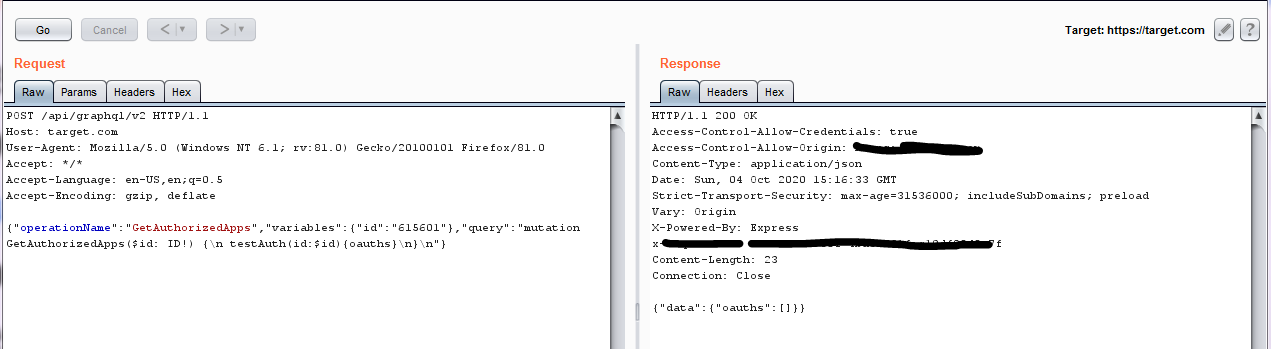 Go
Cancel
<
>
Target: https://target.com
?
Request
Raw
Params
Headers
Hex
POST /api/graphql/v2 HTTP/1.1
Host: target.com
User-Agent: Mozilla/5.0 (Windows NT 6.1; rv:81.0) Gecko/20100101 Firefox/81.0
Accept: */*
Accept-Language: en-US,en;q=0.5
Accept-Encoding: gzip, deflate
{"operationName":"GetAuthorizedApps","variables":{"id":"615601"},"query":"mutation
GetAuthorizedApps($id: ID!) {\n testAuth(id:$id){oauths}\n}\n"}
Response
Raw
Headers
Hex
HTTP/1.1 200 OK
Access-Control-Allow-Credentials: true
Access-Control-Allow-Origin:
Content-Type: application/json
Date: Sun, 04 Oct 2020 15:16:33 GMT
Strict-Transport-Security: max-age=31536000; includeSubDomains; preload
Vary: Origin
X-Powered-By: Express
Content-Length: 23
Connection: Close
{"data":{"oauths":[]}}